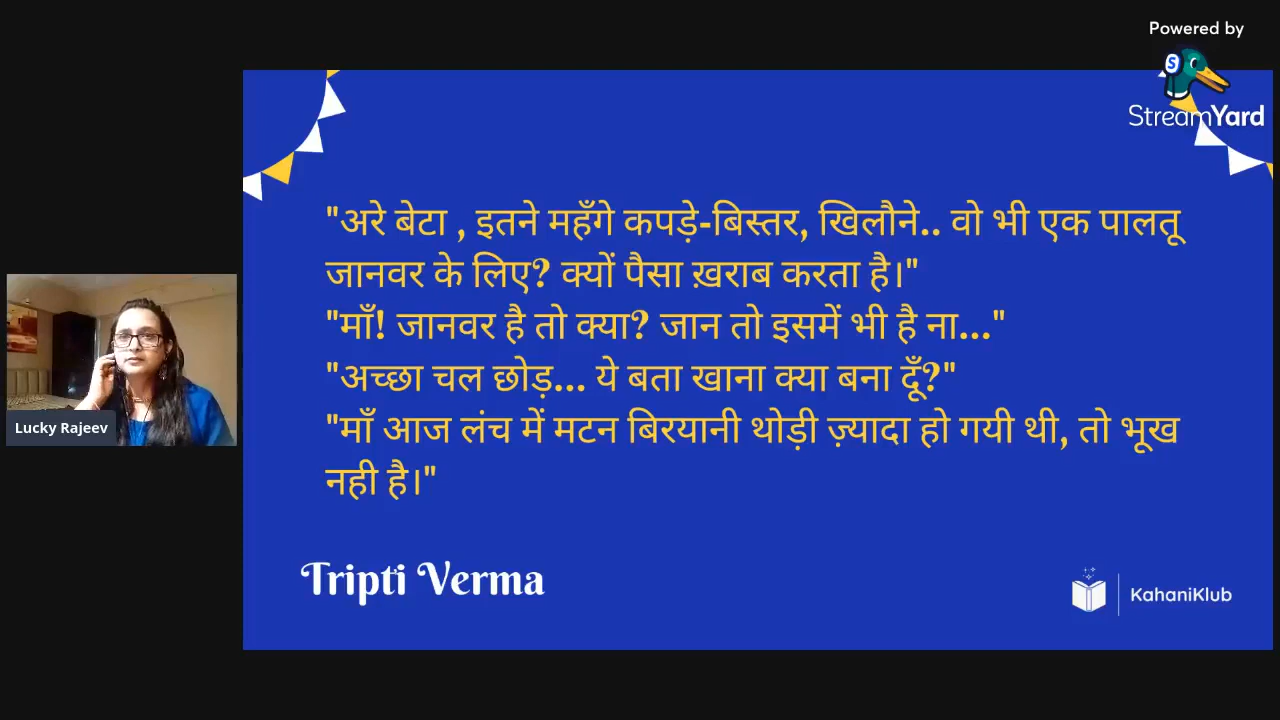 Powered by
StreamYard
"अरे बेटा , इतने महँगे कपड़े-बिस्तर, खिलौने.. वो भी एक पालतू
जानवर के लिए? क्यों पैसा ख़राब करता है।"
"माँ! जानवर है तो क्या? जान तो इसमें भी है ना..."
"अच्छा चल छोड़... ये बता खाना क्या बना दूँ?"
"माँ आज लंच में मटन बिरयानी थोड़ी ज़्यादा हो गयी थी, तो भूख
नही है।"
Lucky Rajeev
Tripti Verma
KahaniKlub